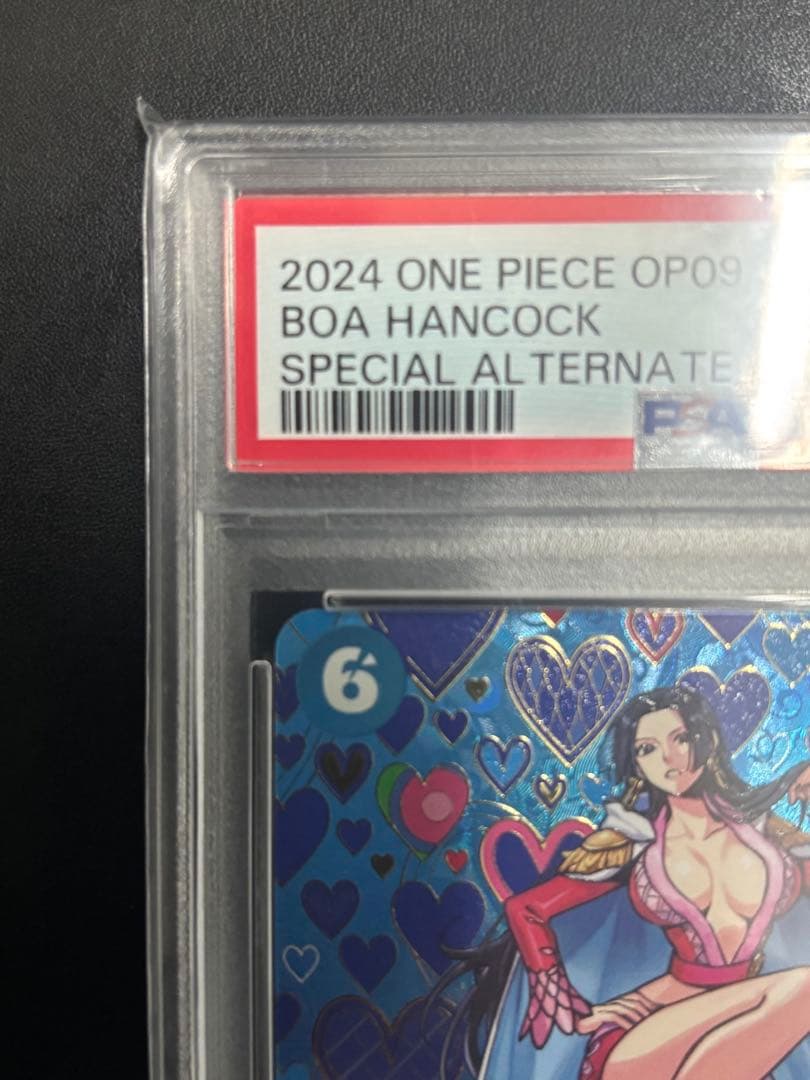 2024 ONE PIECE OP09
BOA HANCOCK
SPECIAL ALTERNATE
PSA
6